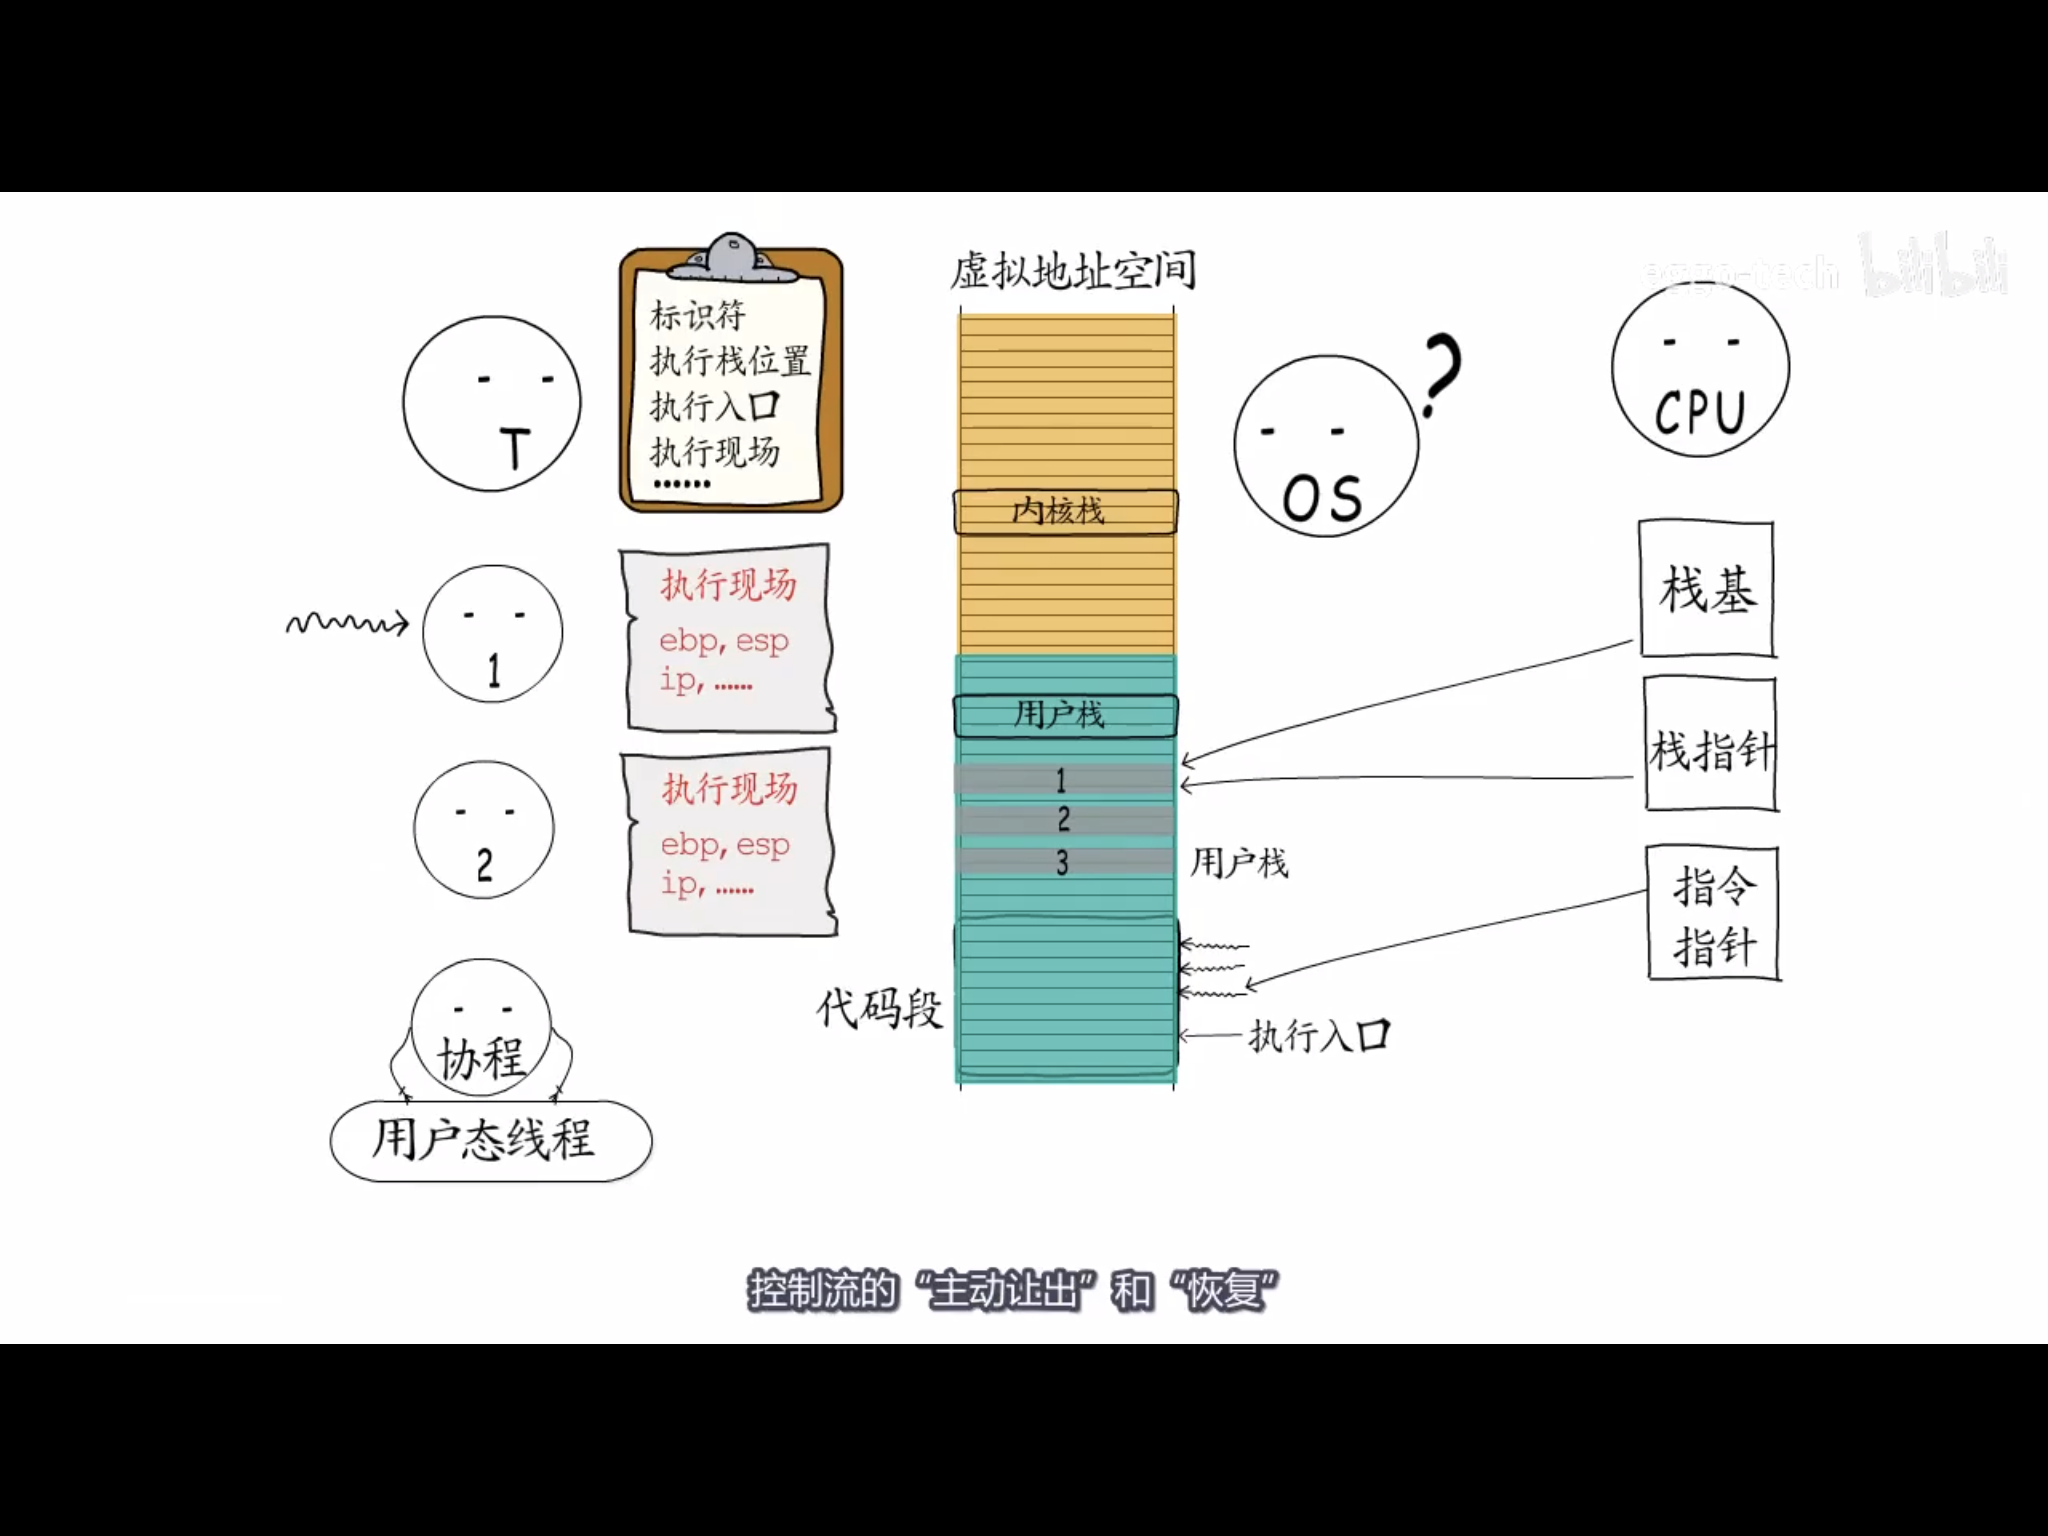 eggo-tech bilibili
虚拟地址空间
标识符
执行栈位置
执行入口
执行现场
······
T
OS
?
CPU
内核栈
执行现场
ebp, esp
ip, ......
1
用户栈
1
2
3
用户栈
执行现场
ebp, esp
ip, ......
2
栈基
栈指针
指令
指针
代码段
执行入口
协程
用户态线程
控制流的“主动让出”和“恢复”